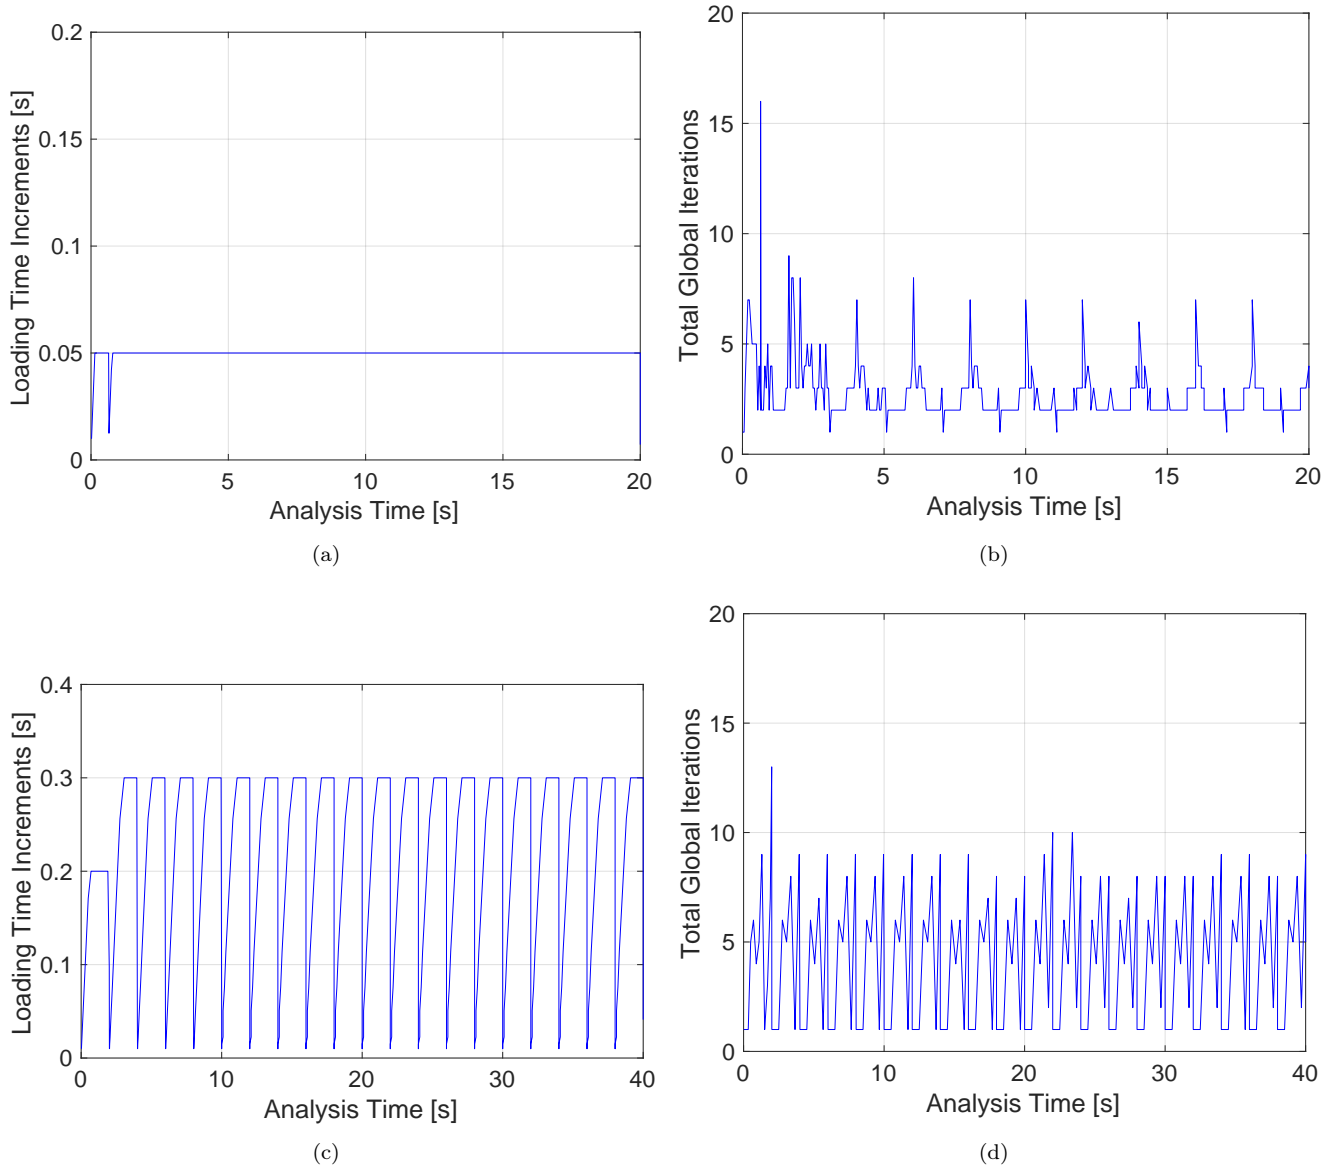 0.2
0.15
0.1
0.05
0
Loading Time Increments [s]
0 5 10 15 20
Analysis Time [s]
(a)
20
15
10
5
0
Total Global Iterations
0 5 10 15 20
Analysis Time [s]
(b)
0.4
0.3
0.2
0.1
0
Loading Time Increments [s]
0 10 20 30 40
Analysis Time [s]
(c)
20
15
10
5
0
Total Global Iterations
0 10 20 30 40
Analysis Time [s]
(d)